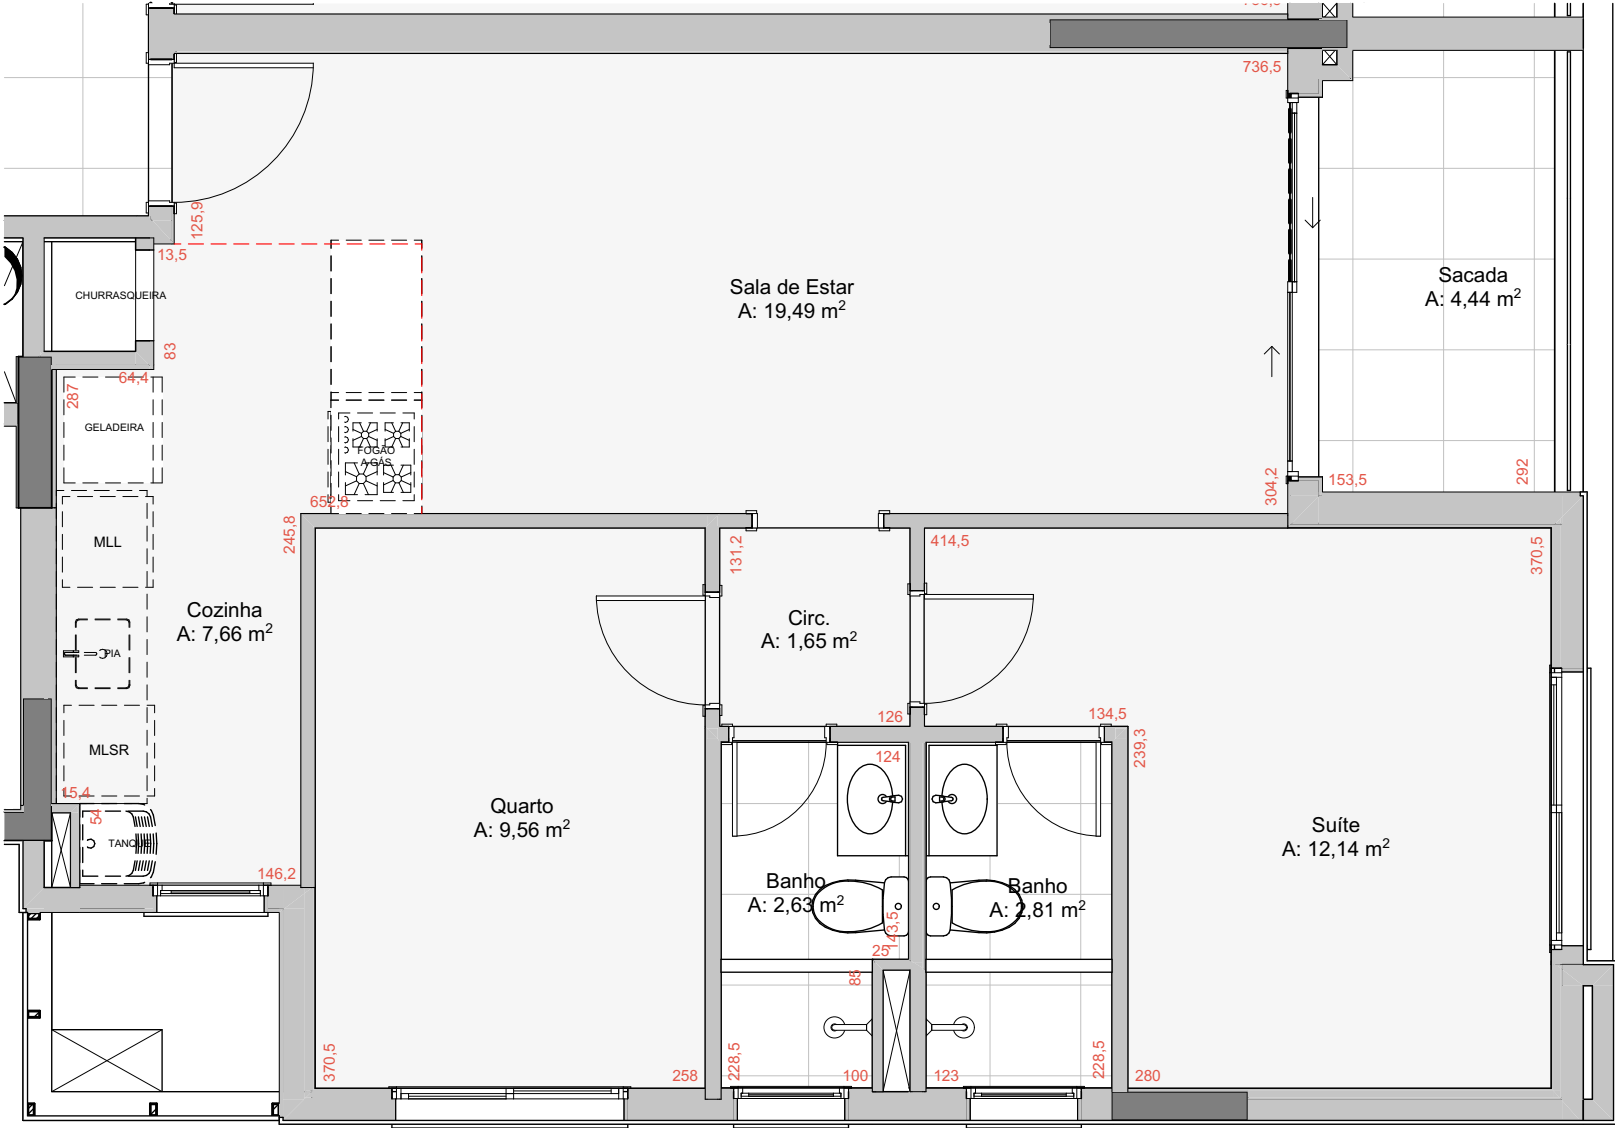 736,5
125,9
13,5
CHURRASQUEIRA
Sala de Estar
A: 19,49 m²
Sacada
A: 4,44 m²
83
64,4
287
GELADEIRA
FOGÃO
A GÁS
652,8
304,2
153,5
292
245,8
MLL
131,2
414,5
370,5
Cozinha
A: 7,66 m²
PIA
Circ.
A: 1,65 m²
126
134,5
239,3
124
MLSR
15,4
54
TANQUE
146,2
Quarto
A: 9,56 m²
Suíte
A: 12,14 m²
Banho
A: 2,63 m²
Banho
A: 2,81 m²
143,5
25
85
370,5
258
228,5
100
123
228,5
280